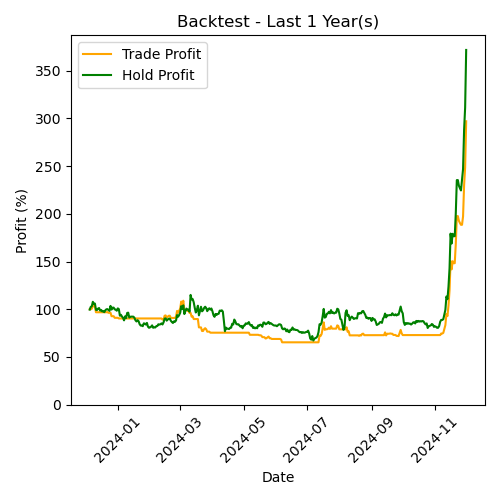 Backtest - Last 1 Year(s)
Trade Profit
Hold Profit
Profit (%)
350
300
250
200
150
100
50
0
2024-01
2024-03
2024-05
2024-07
2024-09
2024-11
Date